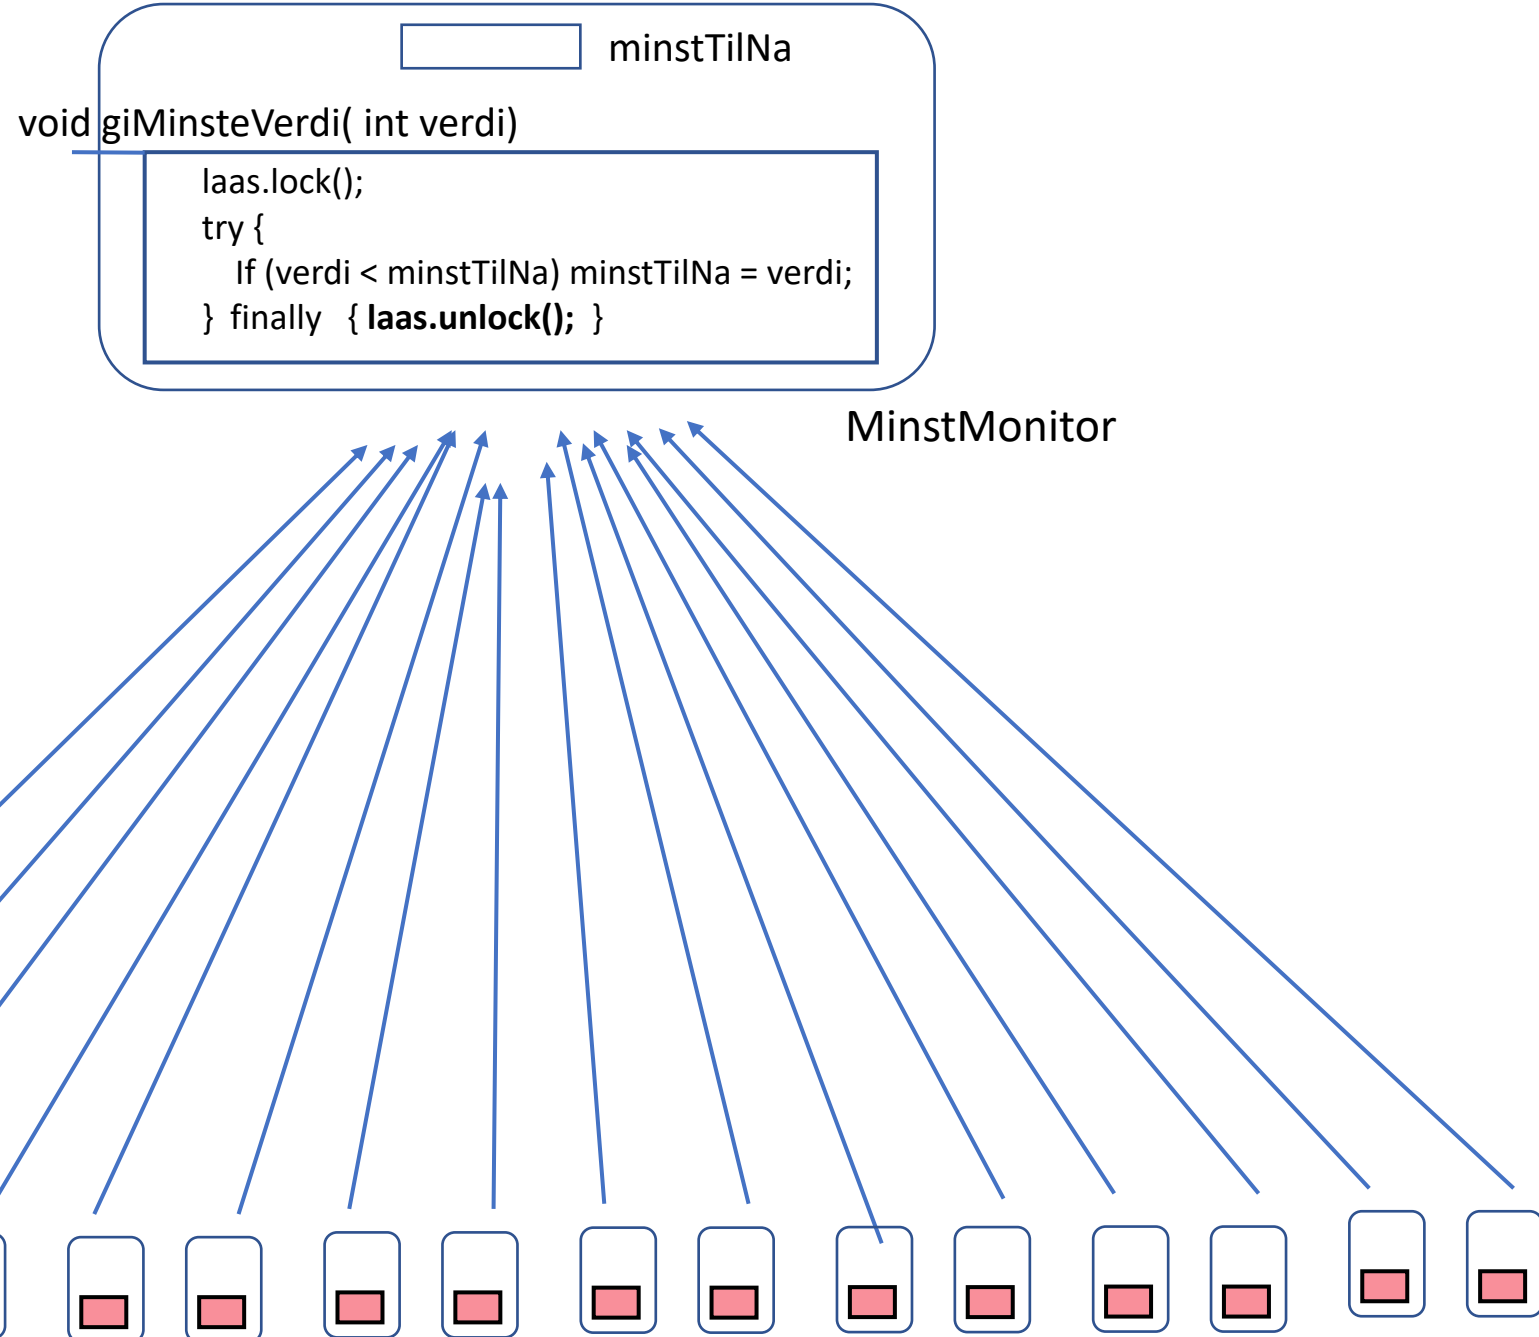 minstTilNa
void giMinsteVerdi( int verdi)
laas.lock();
try {
If (verdi < minstTilNa) minstTilNa = verdi;
} finally { laas.unlock(); }
MinstMonitor